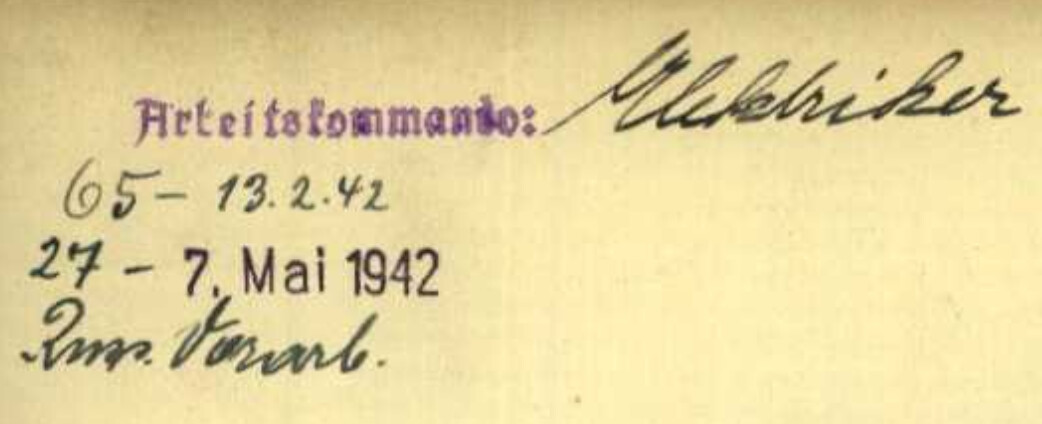 Arbeitskommando: Elektriker
65 - 13.2.42
27 - 7. Mai 1942
Vorarb.